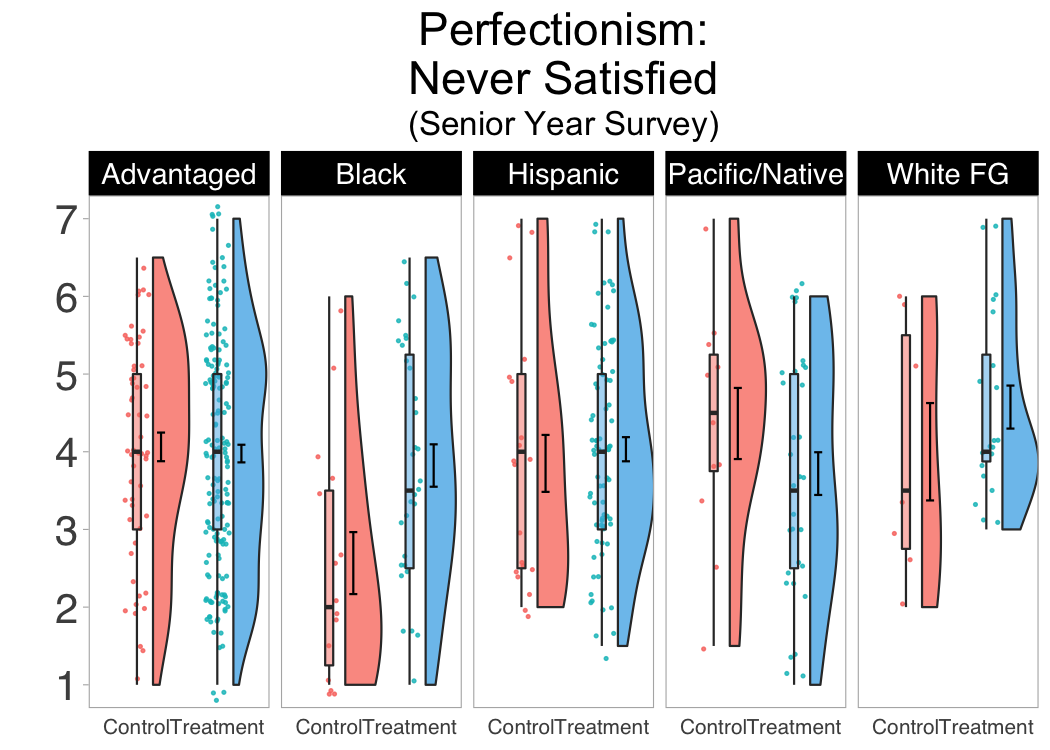 Perfectionism:
Never Satisfied
(Senior Year Survey)
Advantaged Black Hispanic Pacific/Native White FG
7
6
5
4
3
2
1
ControlTreatment ControlTreatment ControlTreatment ControlTreatment ControlTreatment